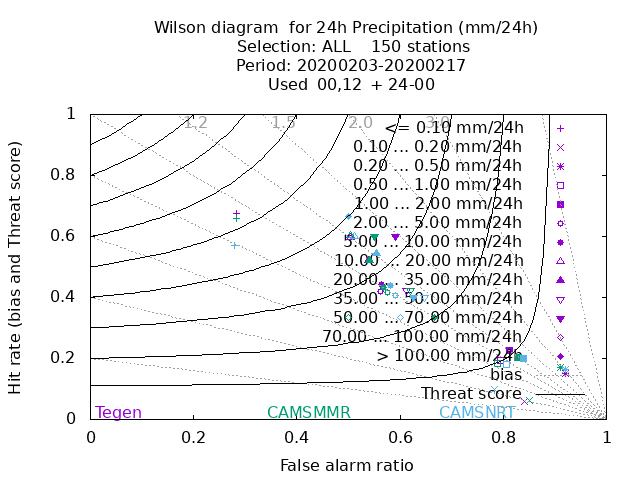 Wilson diagram  for 24h Precipitation (mm/24h)
Selection: ALL    150 stations
Period: 20200203-20200217
Used  00,12  + 24-00
Hit rate (bias and Threat score)
1
0.8
0.6
0.4
0.2
0
1.2
1.5
2.0
3.0
<= 0.10 mm/24h
0.10 ... 0.20 mm/24h
0.20 ... 0.50 mm/24h
0.50 ... 1.00 mm/24h
1.00 ... 2.00 mm/24h
2.00 ... 5.00 mm/24h
5.00 ... 10.00 mm/24h
10.00 ... 20.00 mm/24h
20.00 ... 35.00 mm/24h
35.00 ... 50.00 mm/24h
50.00 ... 70.00 mm/24h
70.00 ... 100.00 mm/24h
> 100.00 mm/24h
bias
Threat score
Tegen
CAMSMMR
CAMSNRT
0
0.2
0.4
0.6
0.8
1
False alarm ratio